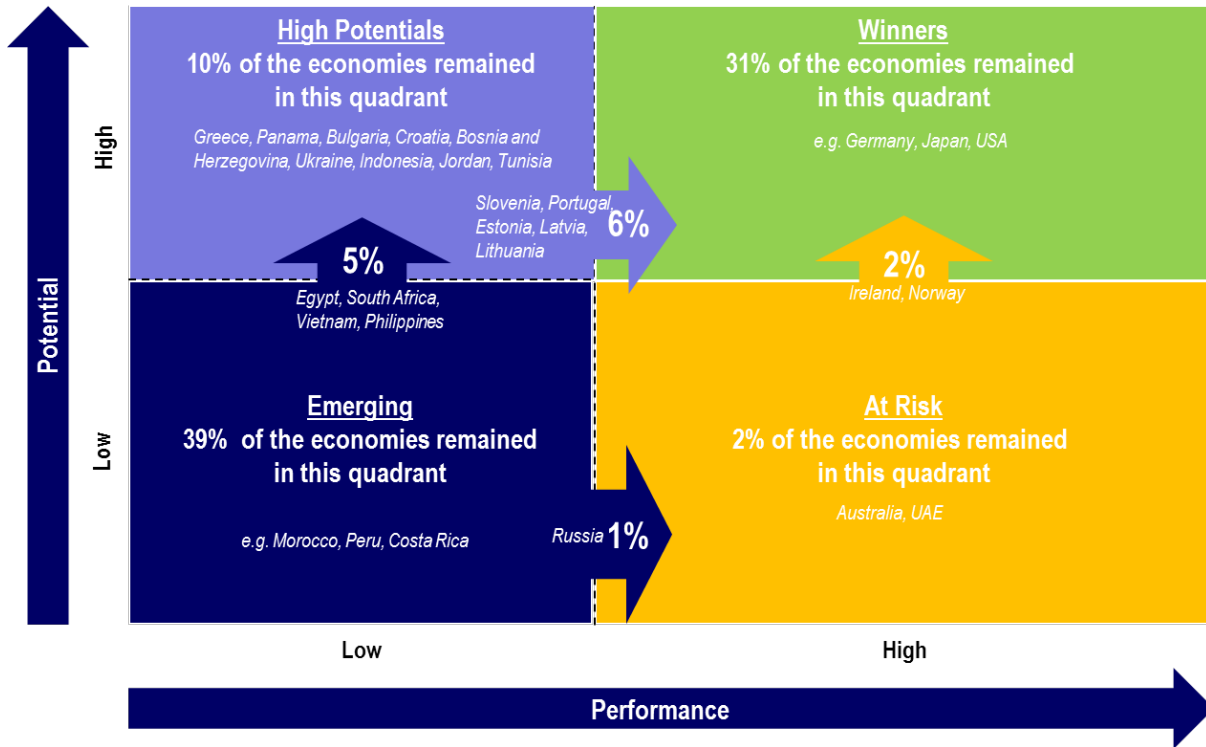 High Potentials
10% of the economies remained
in this quadrant
Greece, Panama, Bulgaria, Croatia, Bosnia and
Herzegovina, Ukraine, Indonesia, Jordan, Tunisia
Winners
31% of the economies remained
in this quadrant
e.g. Germany, Japan, USA
Slovenia, Portugal,
Estonia, Latvia,
Lithuania
6%
5%
Egypt, South Africa,
Vietnam, Philippines
2%
Ireland, Norway
Emerging
39% of the economies remained
in this quadrant
e.g. Morocco, Peru, Costa Rica
At Risk
2% of the economies remained
in this quadrant
Australia, UAE
Russia
1%
Potential
High
Low
Low
High
Performance